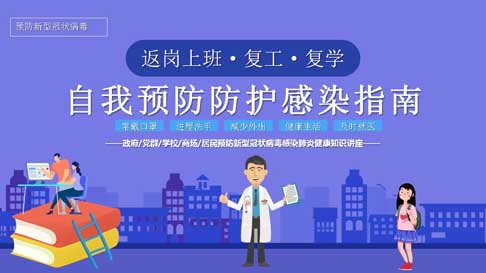 预防新型冠状病毒
返岗上班·复工·复学
自我预防防护感染指南
常戴口罩 勤洗手 减少外出 健康生活 及时就医
——政府/党群/学校/商场/居民预防新型冠状病毒感染肺炎健康知识讲座——